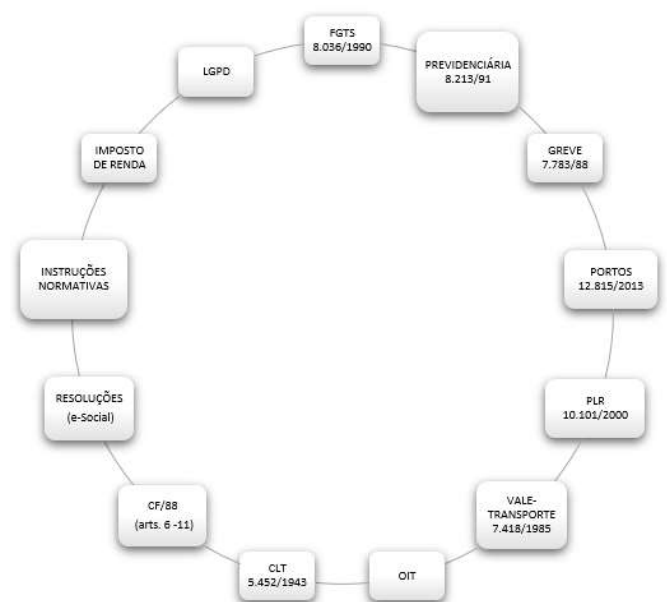 FGTS
8.036/1990
PREVIDENCIÁRIA
8.213/91
GREVE
7.783/88
PORTOS
12.815/2013
PLR
10.101/2000
VALE-
TRANSPORTE
7.418/1985
OIT
CLT
5.452/1943
CF/88
(arts. 6 -11)
RESOLUÇÕES
(e-Social)
INSTRUÇÕES
NORMATIVAS
IMPOSTO
DE RENDA
LGPD